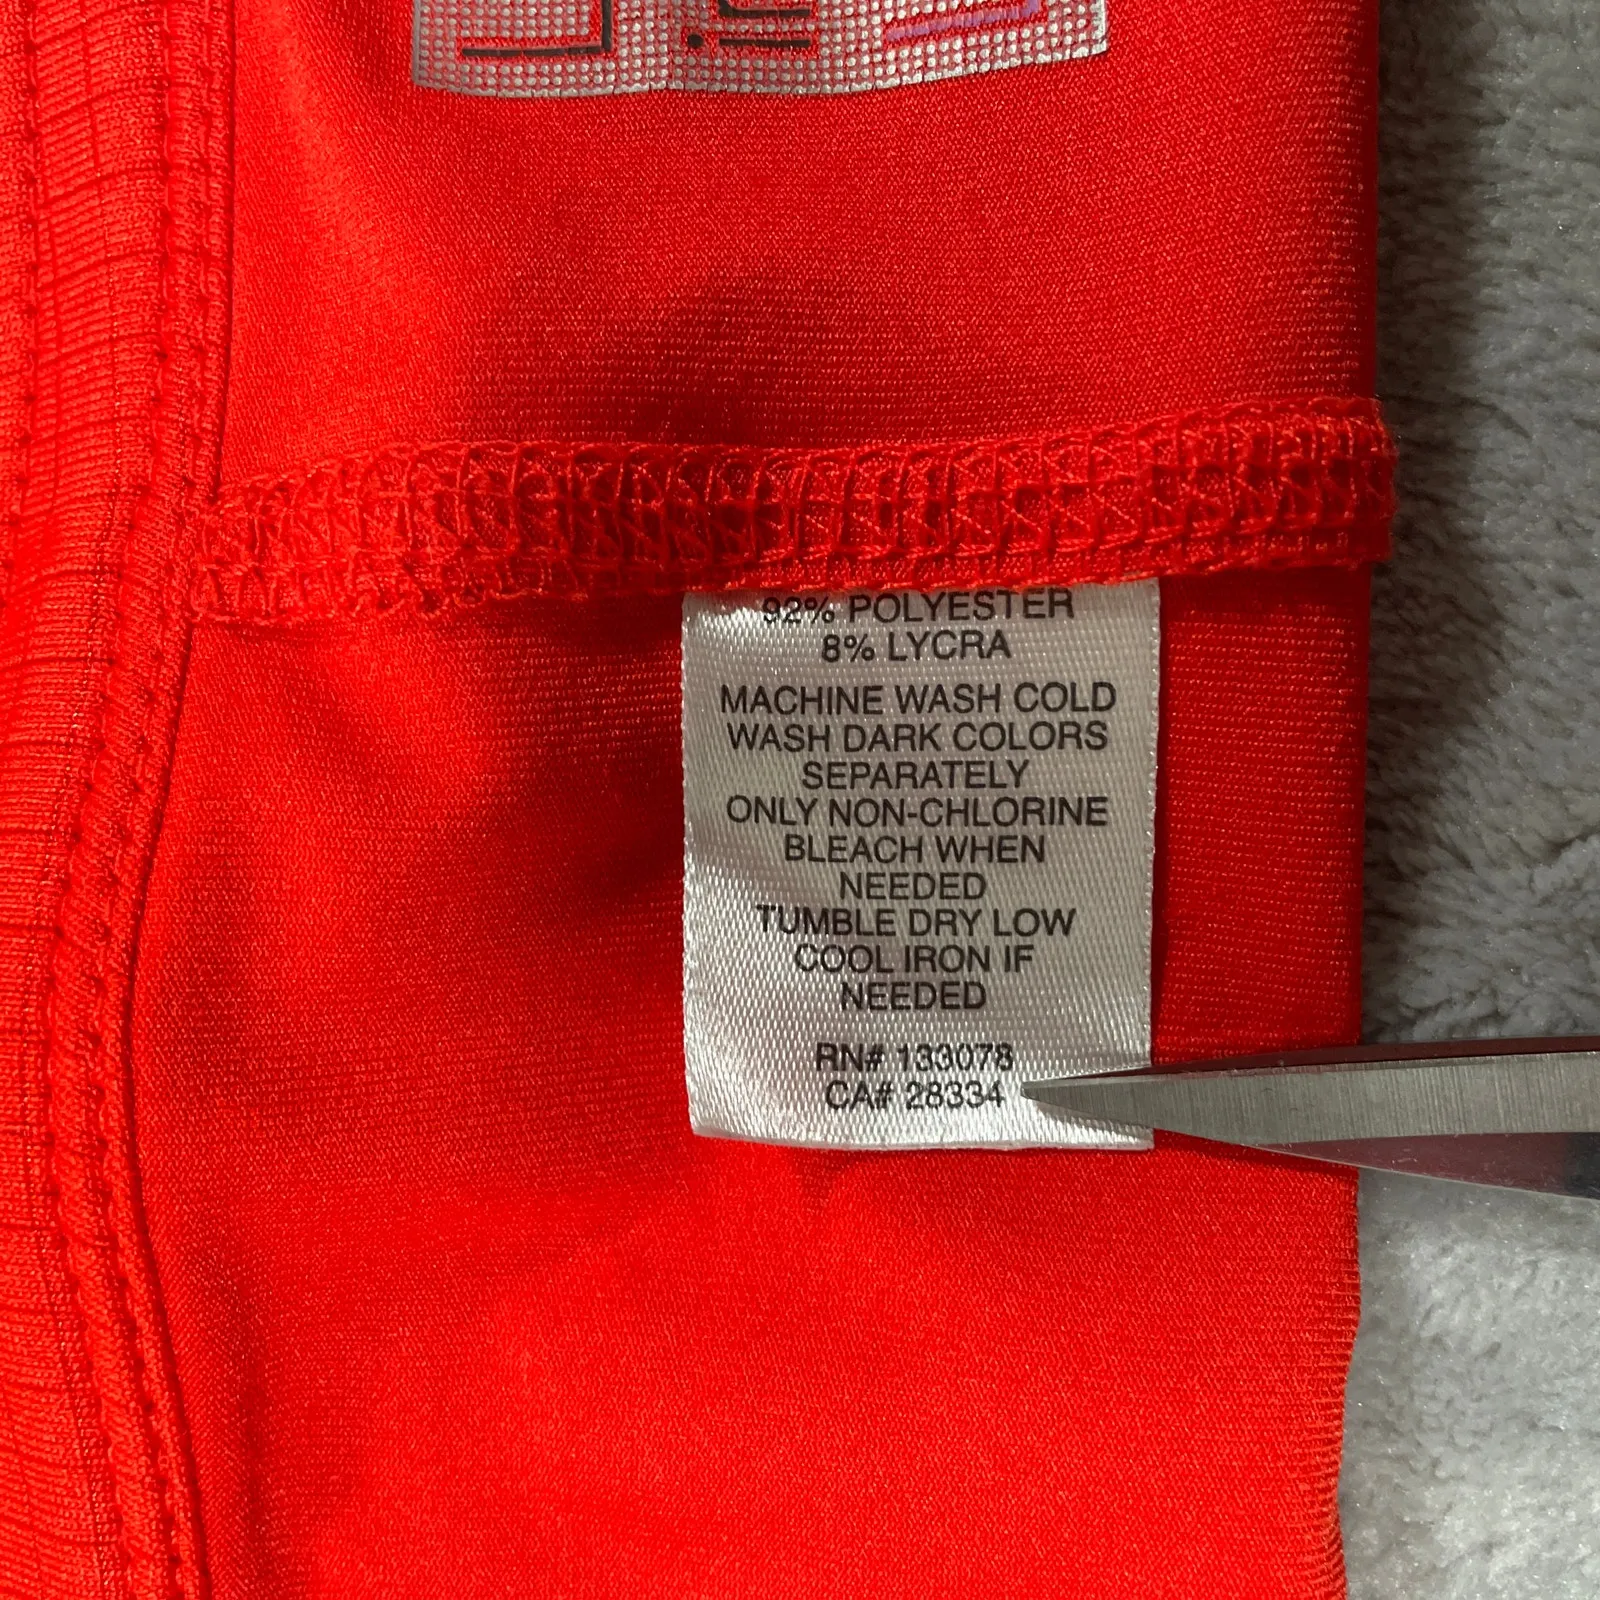 92% POLYESTER
8% LYCRA
MACHINE WASH COLD
WASH DARK COLORS
SEPARATELY
ONLY NON-CHLORINE
BLEACH WHEN
NEEDED
TUMBLE DRY LOW
COOL IRON IF
NEEDED
RN# 133078
CA# 28334